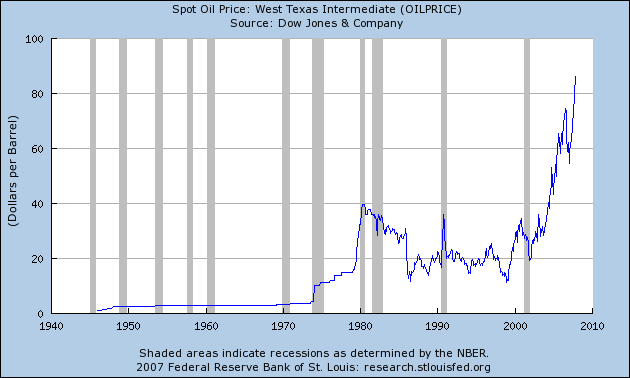 Spot Oil Price: West Texas Intermediate (OILPRICE)
Source: Dow Jones & Company
(Dollars per Barrel)
100
80
60
40
20
0
1940 1950 1960 1970 1980 1990 2000 2010
Shaded areas indicate recessions as determined by the NBER.
2007 Federal Reserve Bank of St. Louis: research.stlouisfed.org